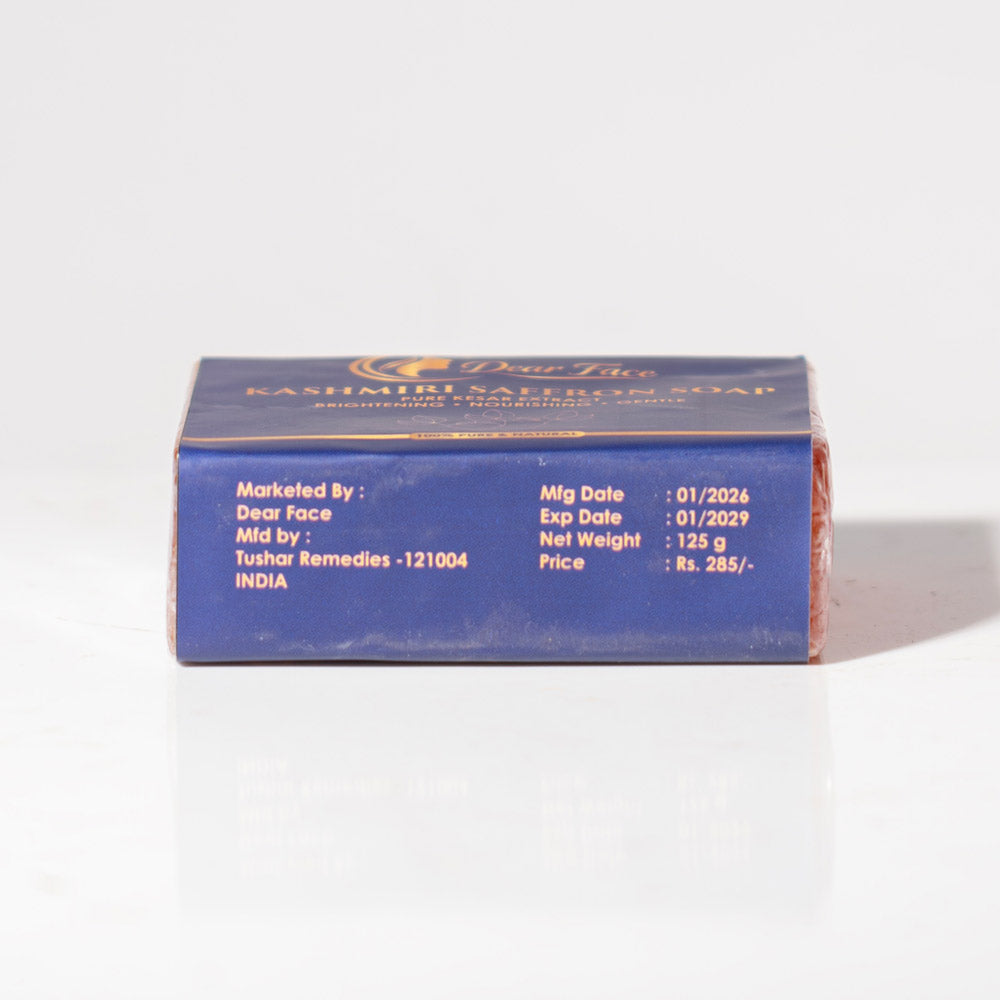 Dear Face
KASHMIRI SAFFRON SOAP
PURE KESAR EXTRACT
BRIGHTENING • NOURISHING • GENTLE
100% PURE & NATURAL
Marketed By :
Dear Face
Mfd by :
Tushar Remedies -121004
INDIA
Mfg Date : 01/2026
Exp Date : 01/2029
Net Weight : 125 g
Price : Rs. 285/-